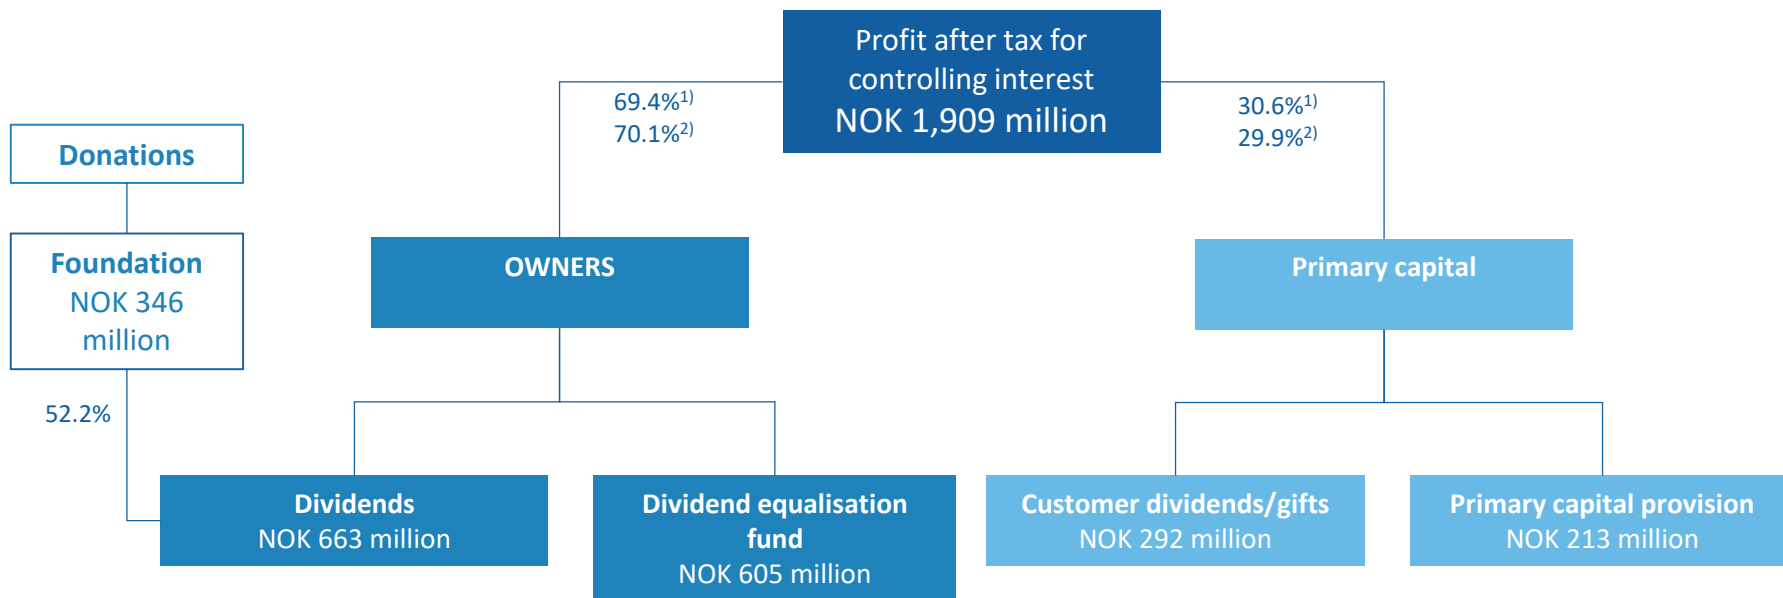 Profit after tax for
controlling interest
NOK 1,909 million
69.4%1)
70.1%2)
30.6%1)
29.9%2)
Donations
Foundation
NOK 346
million
52.2%
OWNERS
Primary capital
Dividends
NOK 663 million
Dividend equalisation
fund
NOK 605 million
Customer dividends/gifts
NOK 292 million
Primary capital provision
NOK 213 million